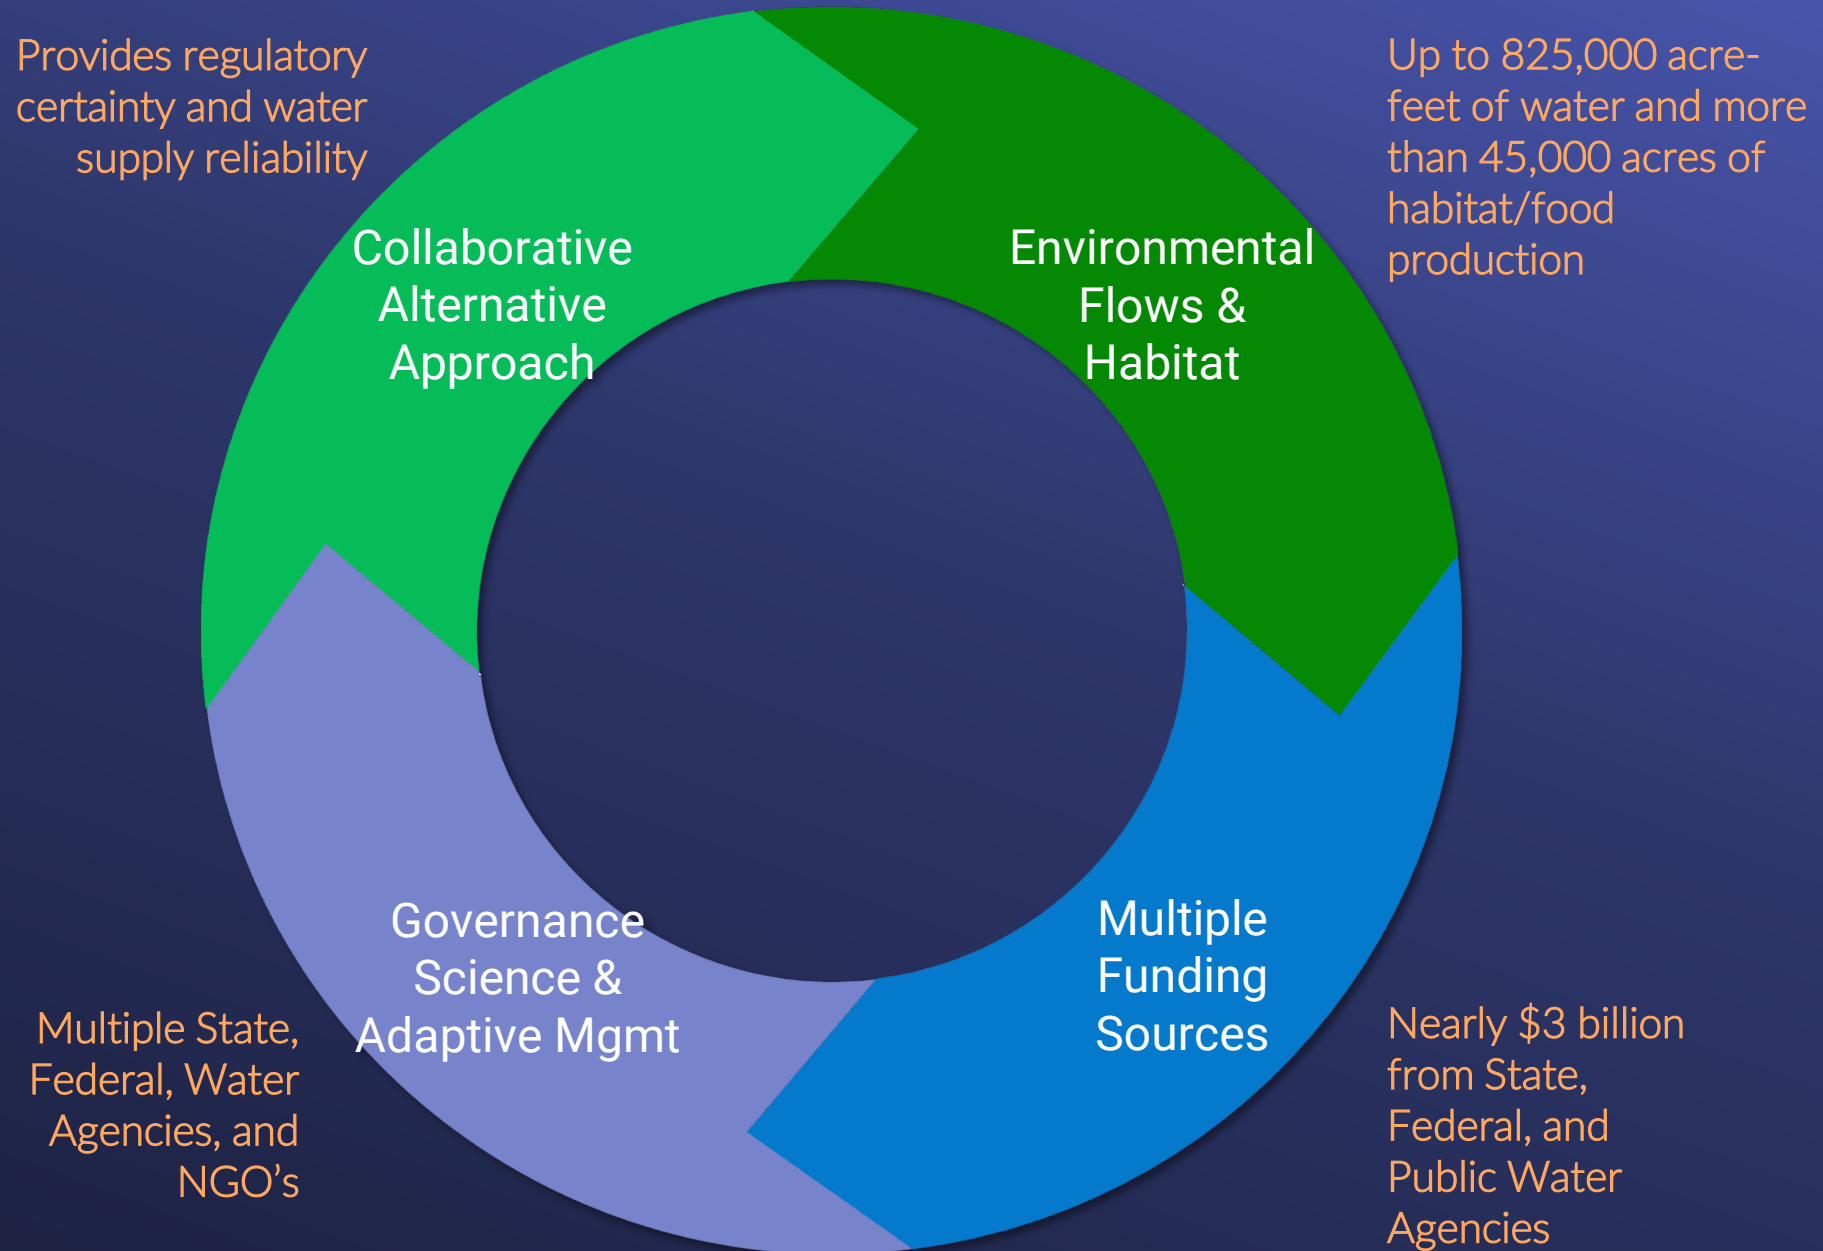 Provides regulatory
certainty and water
supply reliability
Collaborative
Alternative
Approach
Environmental
Flows &
Habitat
Up to 825,000 acre-
feet of water and more
than 45,000 acres of
habitat/food
production
Multiple State,
Federal, Water
Agencies, and
NGO’s
Governance
Science &
Adaptive Mgmt
Multiple
Funding
Sources
Nearly $3 billion
from State,
Federal, and
Public Water
Agencies